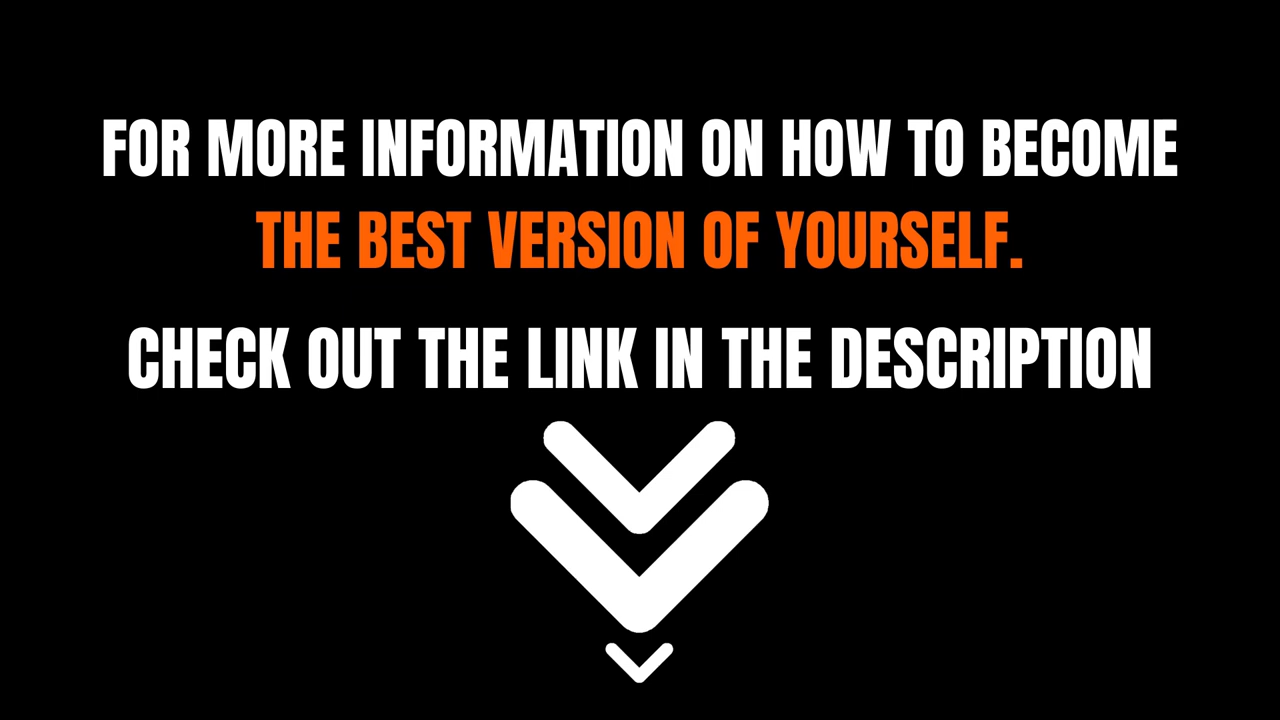 FOR MORE INFORMATION ON HOW TO BECOME
THE BEST VERSION OF YOURSELF.
CHECK OUT THE LINK IN THE DESCRIPTION